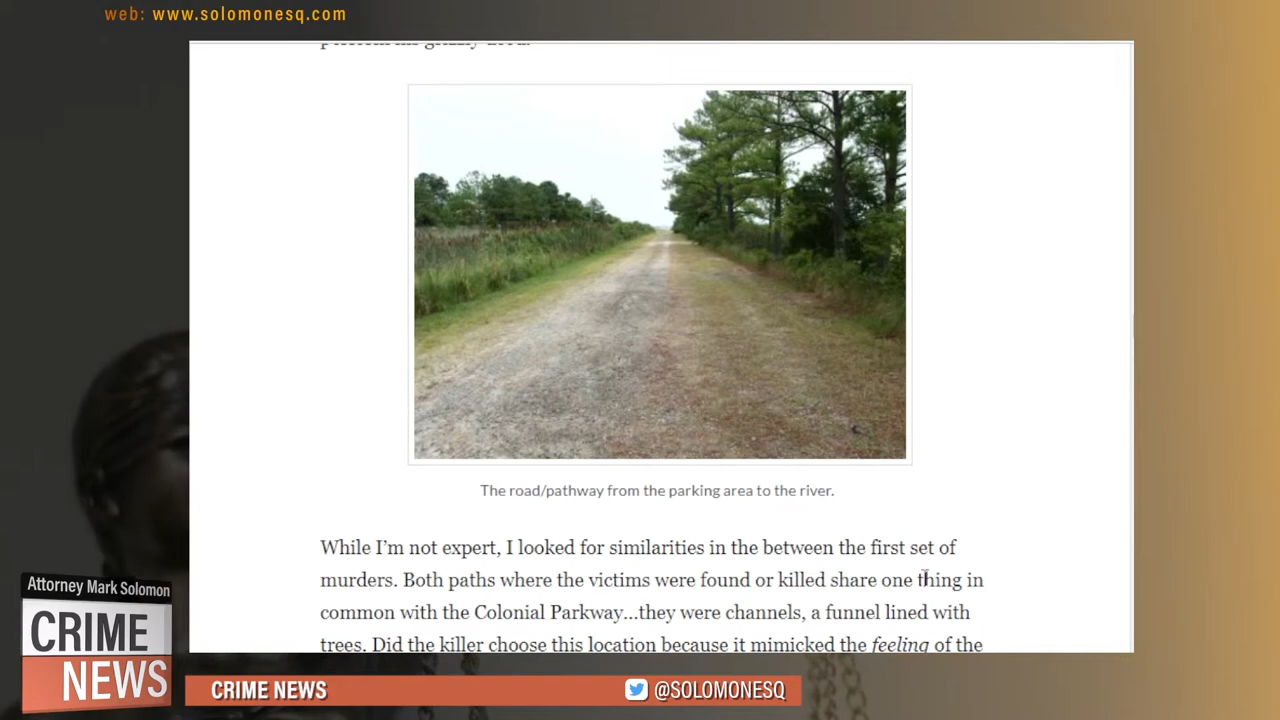 web: www.solomonesq.com
The road/pathway from the parking area to the river.
While I'm not expert, I looked for similarities in the between the first set of
murders. Both paths where the victims were found or killed share one thing in
common with the Colonial Parkway...they were channels, a funnel lined with
trees. Did the killer choose this location because it mimicked the feeling of the
Attorney Mark Solomon
CRIME
NEWS
CRIME NEWS
@SOLOMONESQ